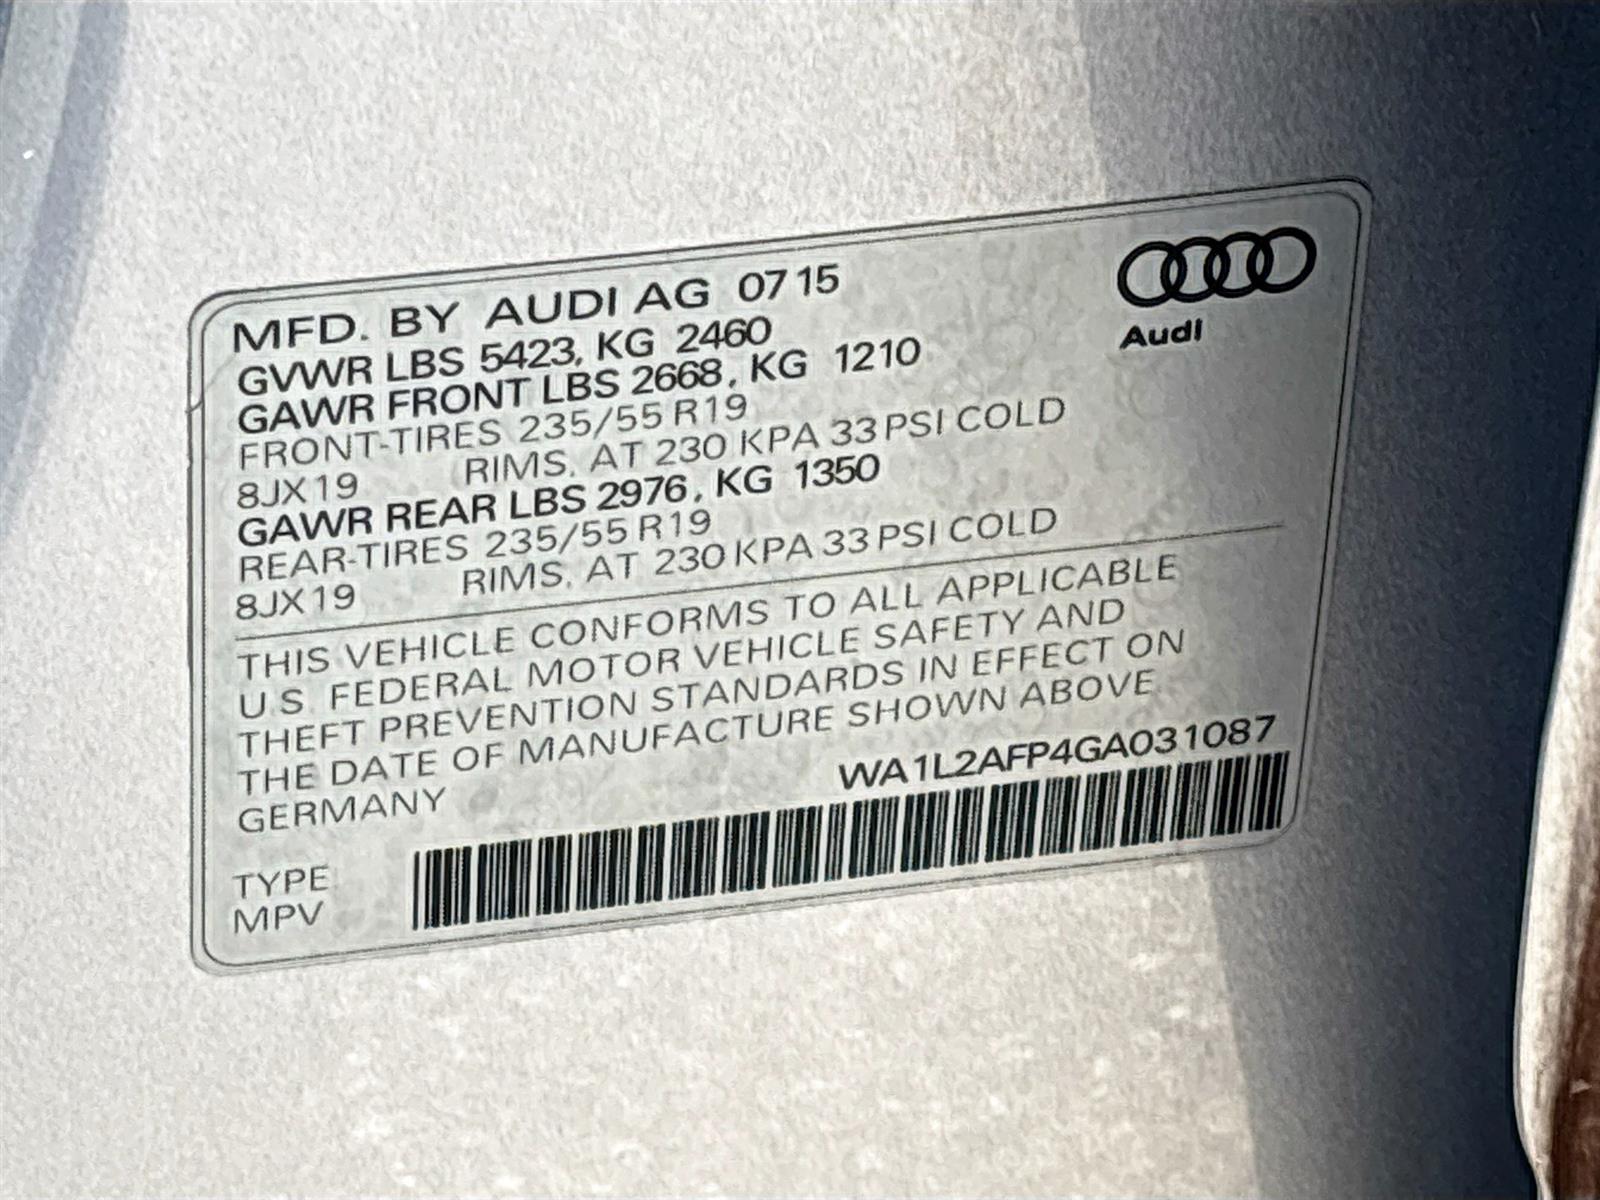 MFD. BY AUDI AG 0715
GVWR LBS 5423, KG 2460
GAWR FRONT LBS 2668, KG 1210
FRONT-TIRES 235/55 R19
8JX19 RIMS, AT 230 KPA 33 PSI COLD
GAWR REAR LBS 2976, KG 1350
REAR-TIRES 235/55 R19
8JX19 RIMS, AT 230 KPA 33 PSI COLD
Audi
THIS VEHICLE CONFORMS TO ALL APPLICABLE
U.S. FEDERAL MOTOR VEHICLE SAFETY AND
THEFT PREVENTION STANDARDS IN EFFECT ON
THE DATE OF MANUFACTURE SHOWN ABOVE
GERMANY WA1L2AFP4GA031087
TYPE
MPV